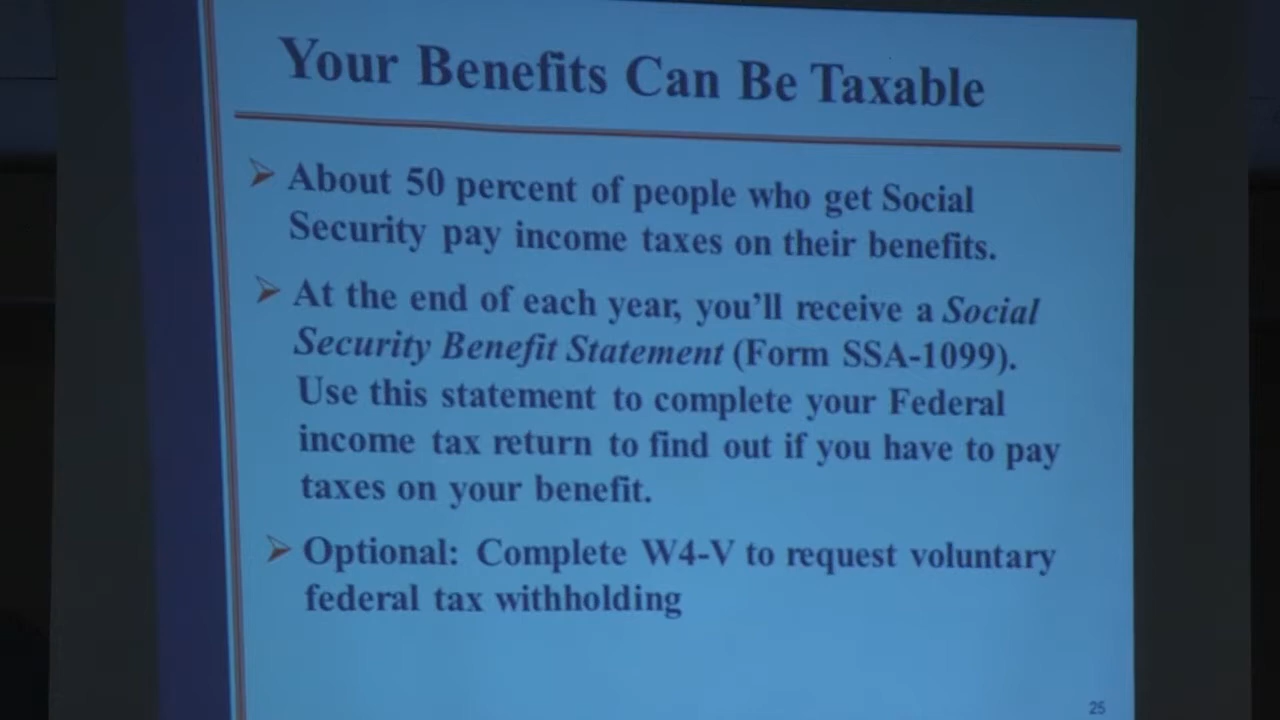 Your Benefits Can Be Taxable
About 50 percent of people who get Social
Security pay income taxes on their benefits.
At the end of each year, you'll receive a Social
Security Benefit Statement (Form SSA-1099).
Use this statement to complete your Federal
income tax return to find out if you have to pay
taxes on your benefit.
Optional: Complete W4-V to request voluntary
federal tax withholding
25